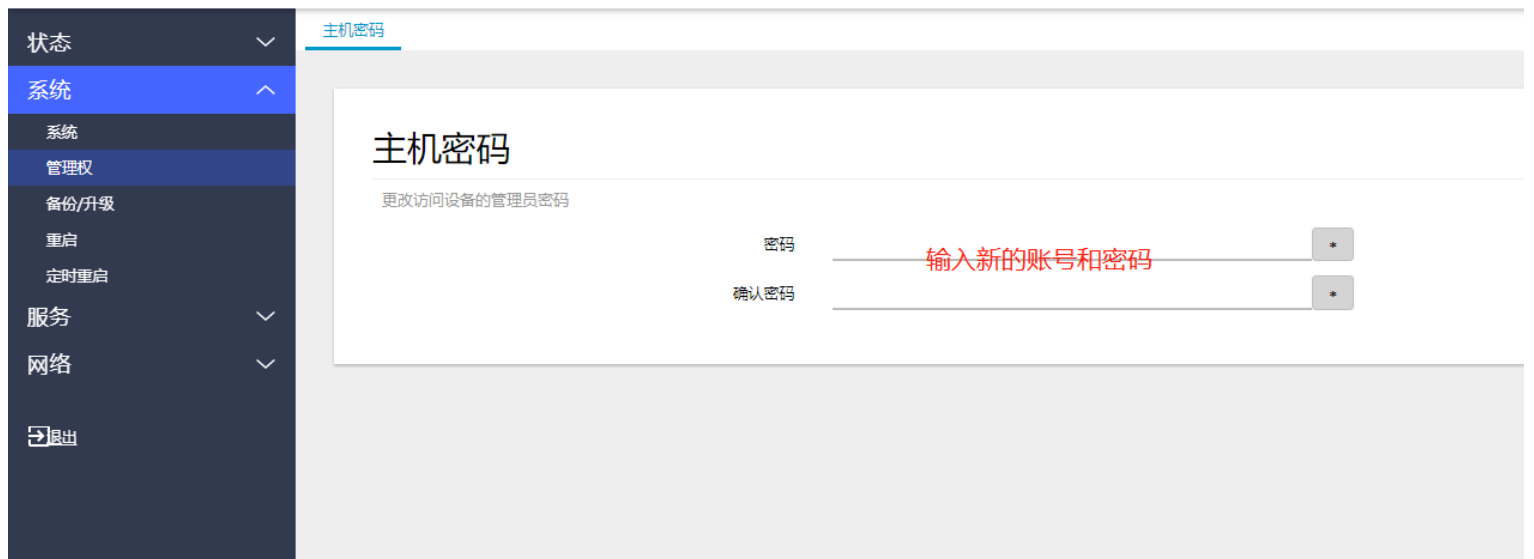 状态
系统
系统
管理权
备份/升级
重启
定时重启
服务
网络
退出
主机密码
主机密码
更改访问设备的管理员密码
密码
*
输入新的账号和密码
确认密码
*